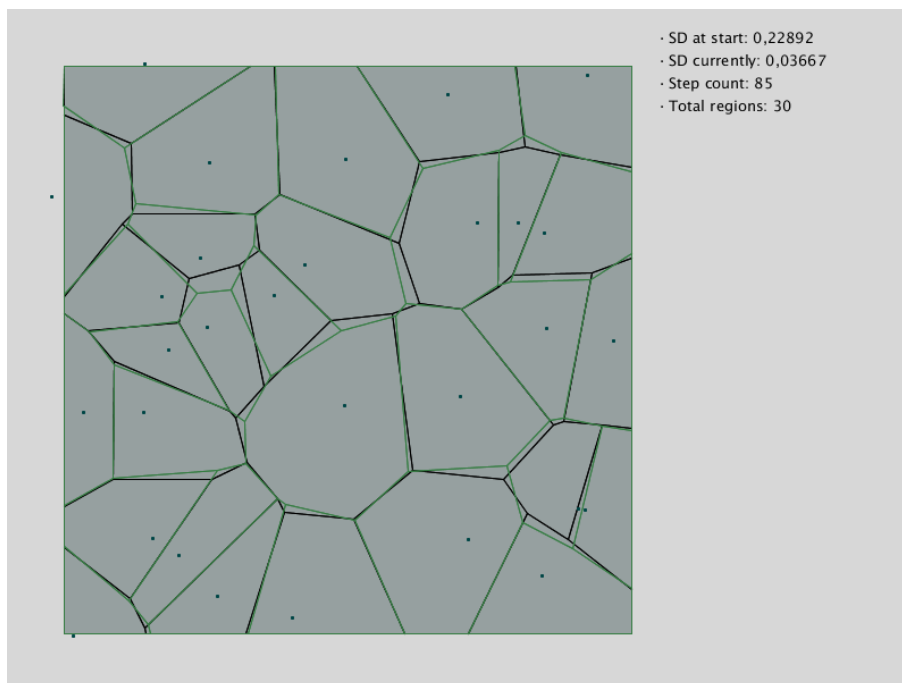 · SD at start: 0,22892
· SD currently: 0,03667
· Step count: 85
· Total regions: 30